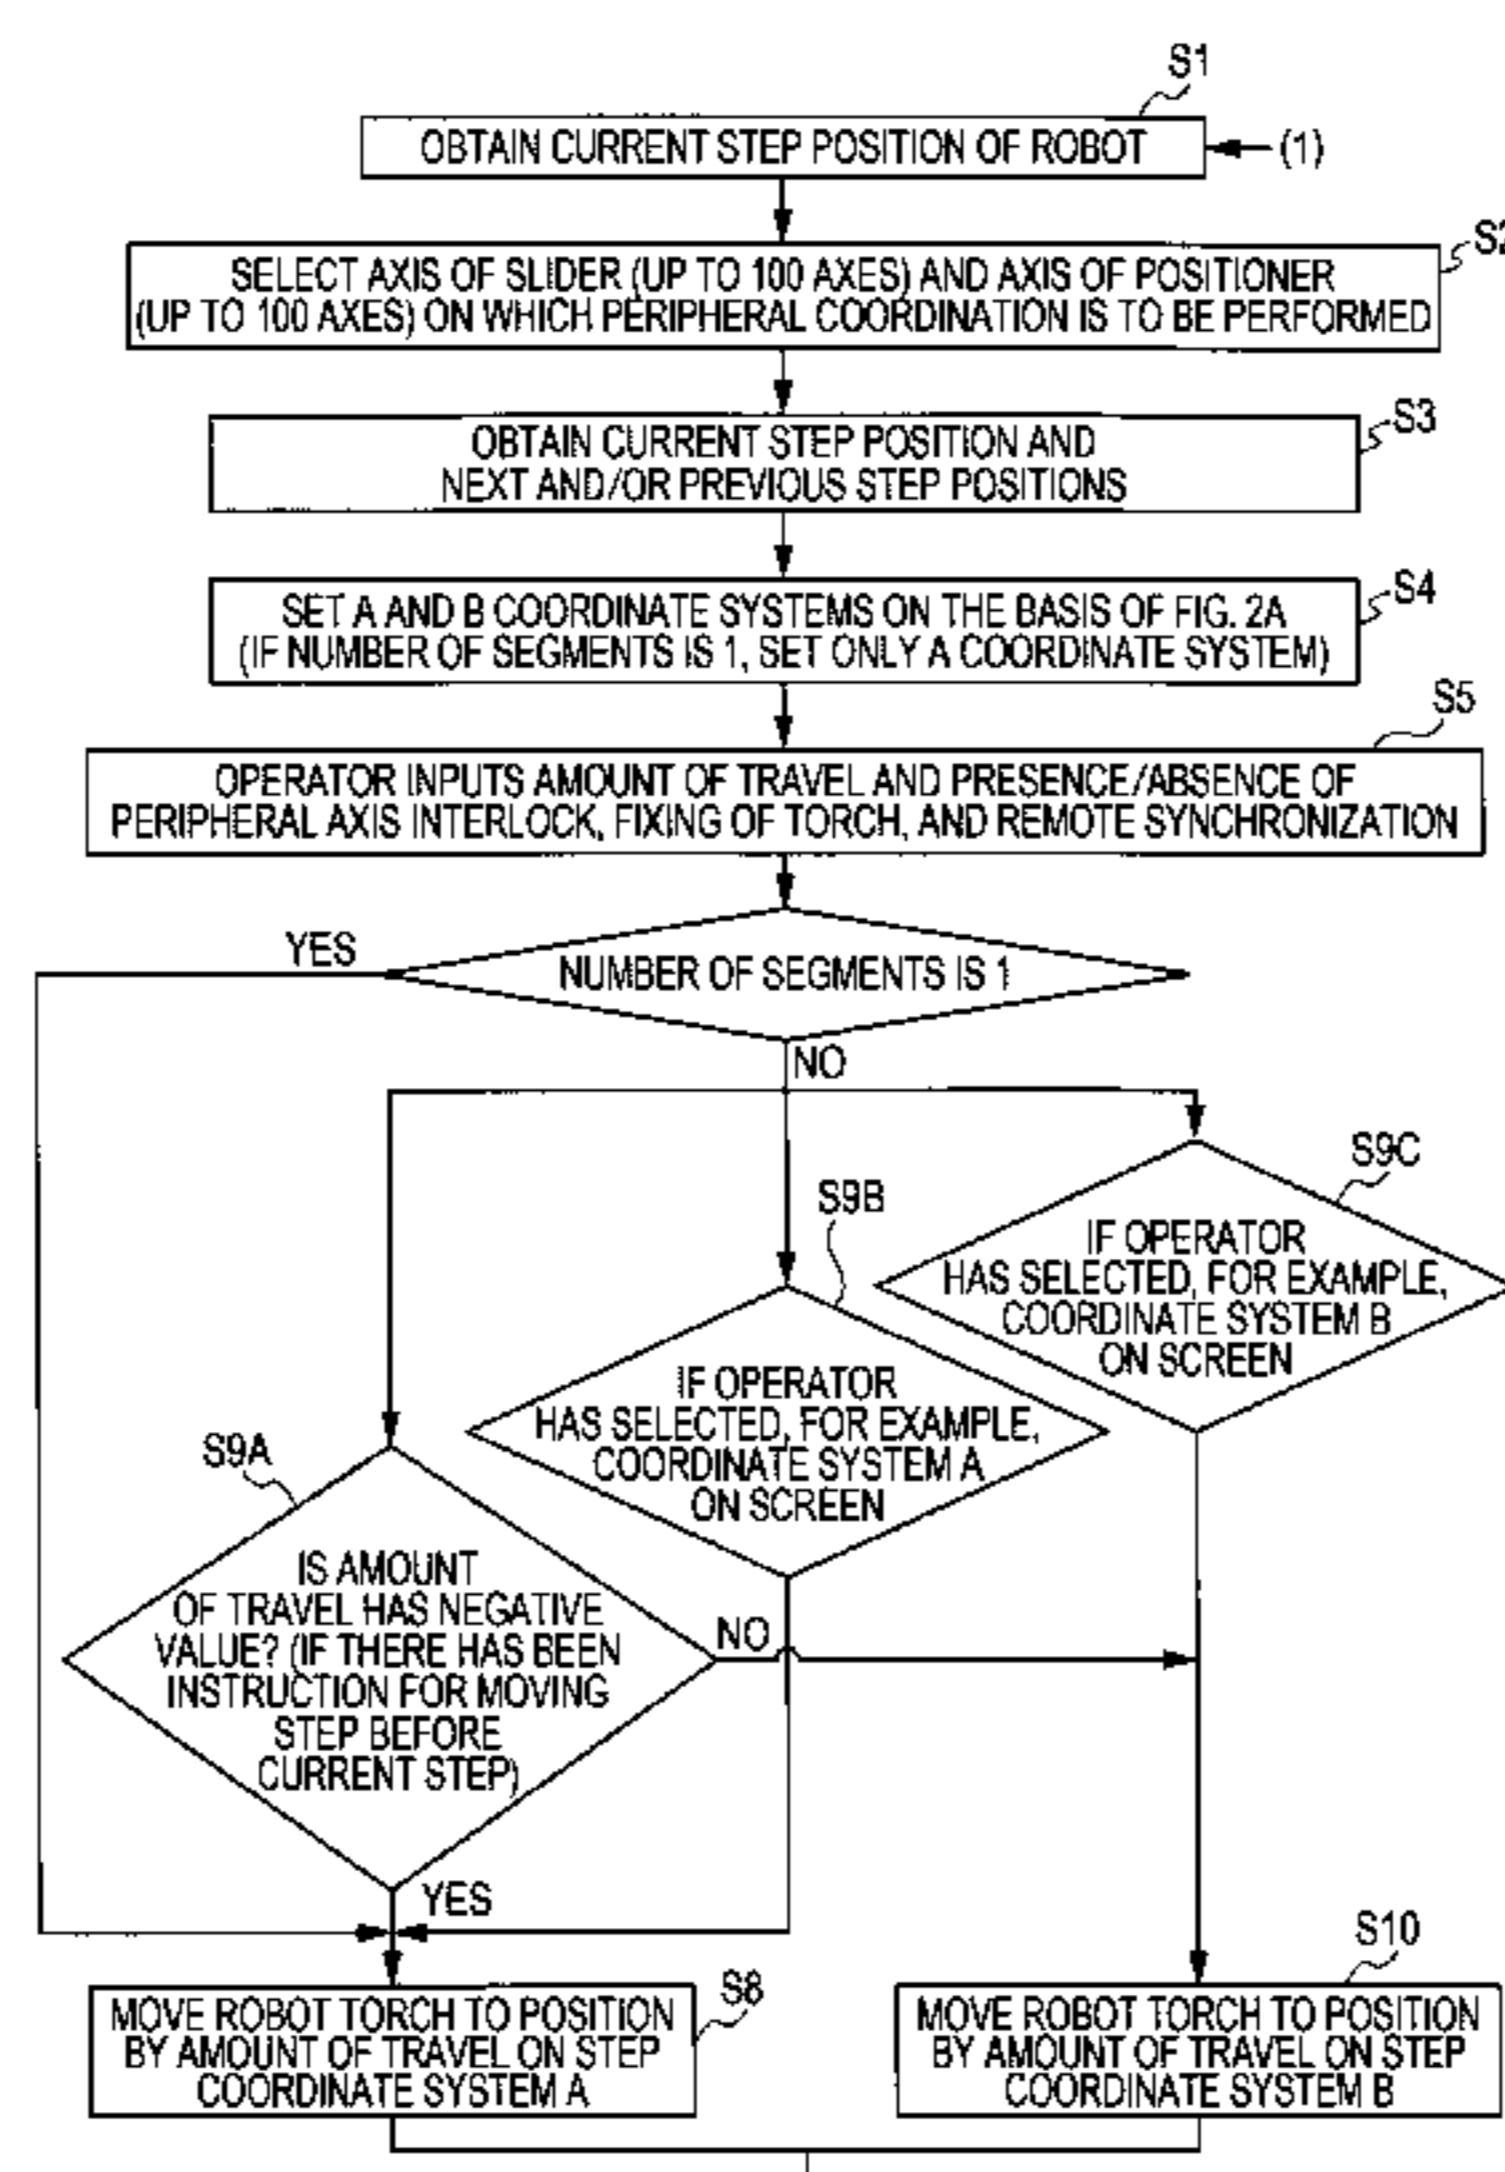 S1
OBTAIN CURRENT STEP POSITION OF ROBOT
(1)
S2
SELECT AXIS OF SLIDER (UP TO 100 AXES) AND AXIS OF POSITIONER
(UP TO 100 AXES) ON WHICH PERIPHERAL COORDINATION IS TO BE PERFORMED
S3
OBTAIN CURRENT STEP POSITION AND
NEXT AND/OR PREVIOUS STEP POSITIONS
S4
SET A AND B COORDINATE SYSTEMS ON THE BASIS OF FIG. 2A
(IF NUMBER OF SEGMENTS IS 1, SET ONLY A COORDINATE SYSTEM)
S5
OPERATOR INPUTS AMOUNT OF TRAVEL AND PRESENCE/ABSENCE OF
PERIPHERAL AXIS INTERLOCK, FIXING OF TORCH, AND REMOTE SYNCHRONIZATION
YES
NUMBER OF SEGMENTS IS 1
NO
S9C
IF OPERATOR
HAS SELECTED, FOR EXAMPLE,
COORDINATE SYSTEM B
ON SCREEN
S9B
IF OPERATOR
HAS SELECTED, FOR EXAMPLE,
COORDINATE SYSTEM A
ON SCREEN
S9A
IS AMOUNT
OF TRAVEL HAS NEGATIVE
VALUE? (IF THERE HAS BEEN
INSTRUCTION FOR MOVING
STEP BEFORE
CURRENT STEP)
NO
YES
S8
MOVE ROBOT TORCH TO POSITION
BY AMOUNT OF TRAVEL ON STEP
COORDINATE SYSTEM A
S10
MOVE ROBOT TORCH TO POSITION
BY AMOUNT OF TRAVEL ON STEP
COORDINATE SYSTEM B